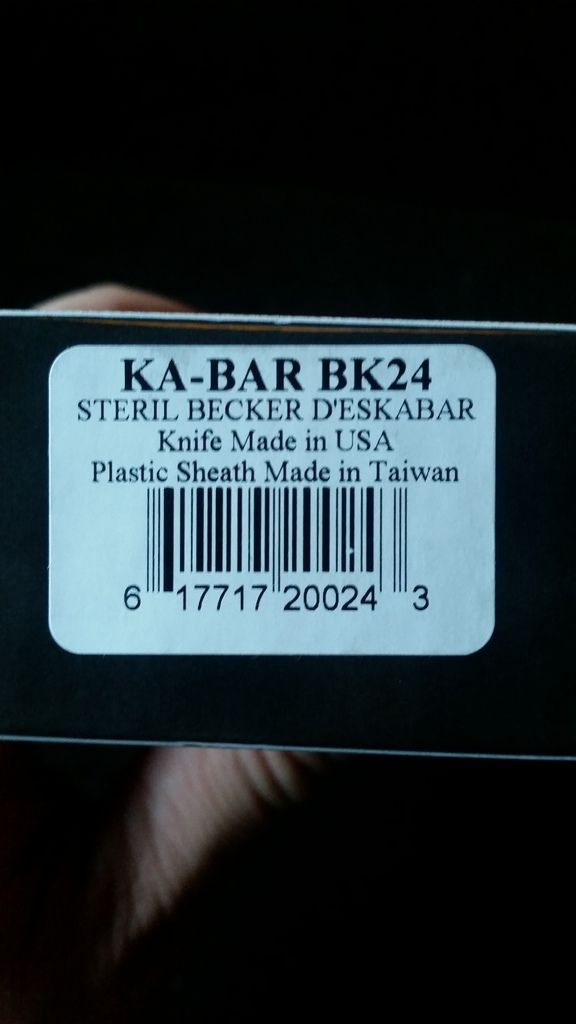 KA-BAR BK24
STERIL BECKER D'ESKABAR
Knife Made in USA
Plastic Sheath Made in Taiwan
6 17717 20024 3